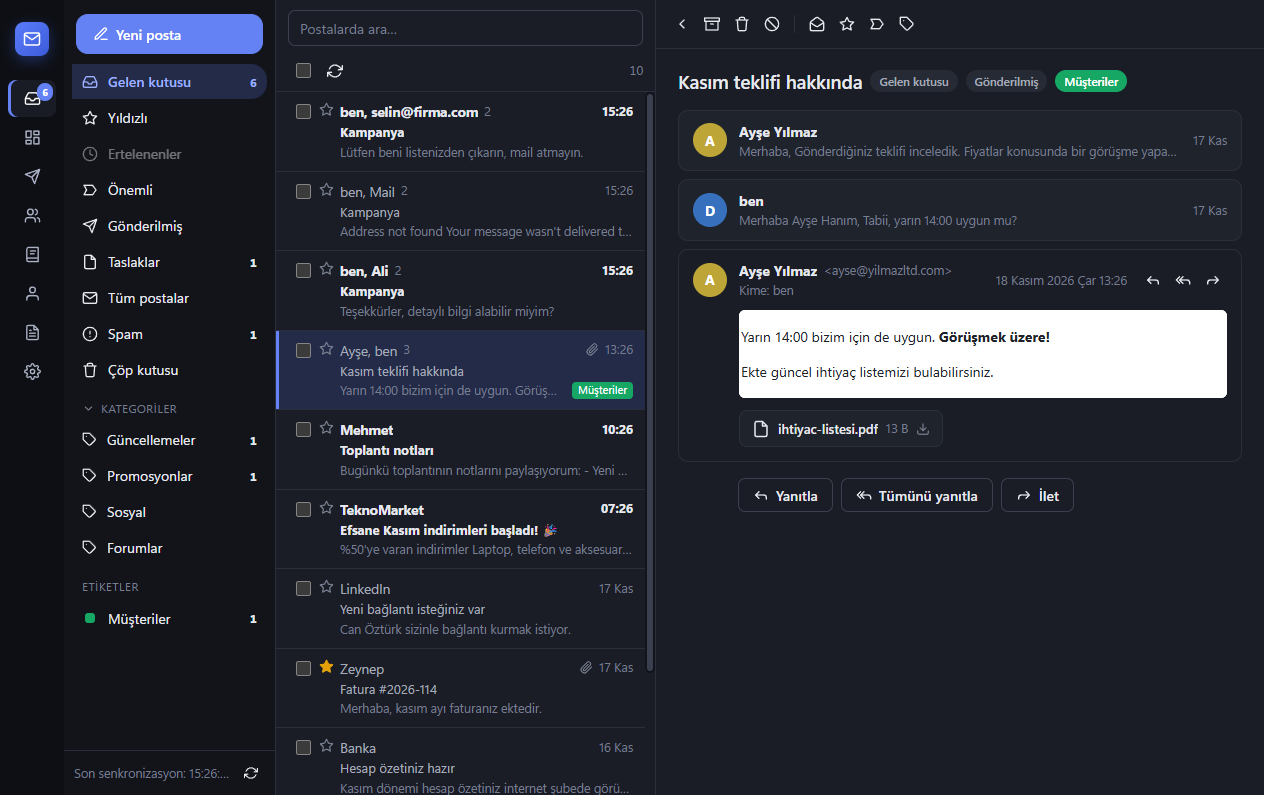 6
Yeni posta
Gelen kutusu 6
Yıldızlı
Ertelenenler
Önemli
Gönderilmiş
Taslaklar 1
Tüm postalar
Spam 1
Çöp kutusu
KATEGORİLER
Güncellemeler 1
Promosyonlar 1
Sosyal
Forumlar
ETİKETLER
Müşteriler 1
Son senkronizasyon: 15:26:...
Postalarda ara...
10
ben, selin@firma.com 2 15:26
Kampanya
Lütfen beni listenizden çıkarın, mail atmayın.
ben, Mail 2 15:26
Kampanya
Address not found Your message wasn't delivered t...
ben, Ali 2 15:26
Kampanya
Teşekkürler, detaylı bilgi alabilir miyim?
Ayşe, ben 3 13:26
Kasım teklifi hakkında
Yarın 14:00 bizim için de uygun. Görüş... Müşteriler
Mehmet 10:26
Toplantı notları
Bugünkü toplantının notlarını paylaşıyorum: - Yeni ...
TeknoMarket 07:26
Efsane Kasım indirimleri başladı! 🎉
%50'ye varan indirimler Laptop, telefon ve aksesuar...
LinkedIn 17 Kas
Yeni bağlantı isteğiniz var
Can Öztürk sizinle bağlantı kurmak istiyor.
Zeynep 17 Kas
Fatura #2026-114
Merhaba, kasım ayı faturanız ektedir.
Banka 16 Kas
Hesap özetiniz hazır
Kasım dönemi hesap özetiniz internet şubede görü...
Kasım teklifi hakkında Gelen kutusu Gönderilmiş Müşteriler
A
Ayşe Yılmaz 17 Kas
Merhaba, Gönderdiğiniz teklifi inceledik. Fiyatlar konusunda bir görüşme yapa...
D
ben 17 Kas
Merhaba Ayşe Hanım, Tabii, yarın 14:00 uygun mu?
A
Ayşe Yılmaz <ayse@yilmazltd.com> 18 Kasım 2026 Çar 13:26
Kime: ben
Yarın 14:00 bizim için de uygun. Görüşmek üzere!
Ekte güncel ihtiyaç listemizi bulabilirsiniz.
ihtiyac-listesi.pdf 13 B
Yanıtla Tümünü yanıtla İlet